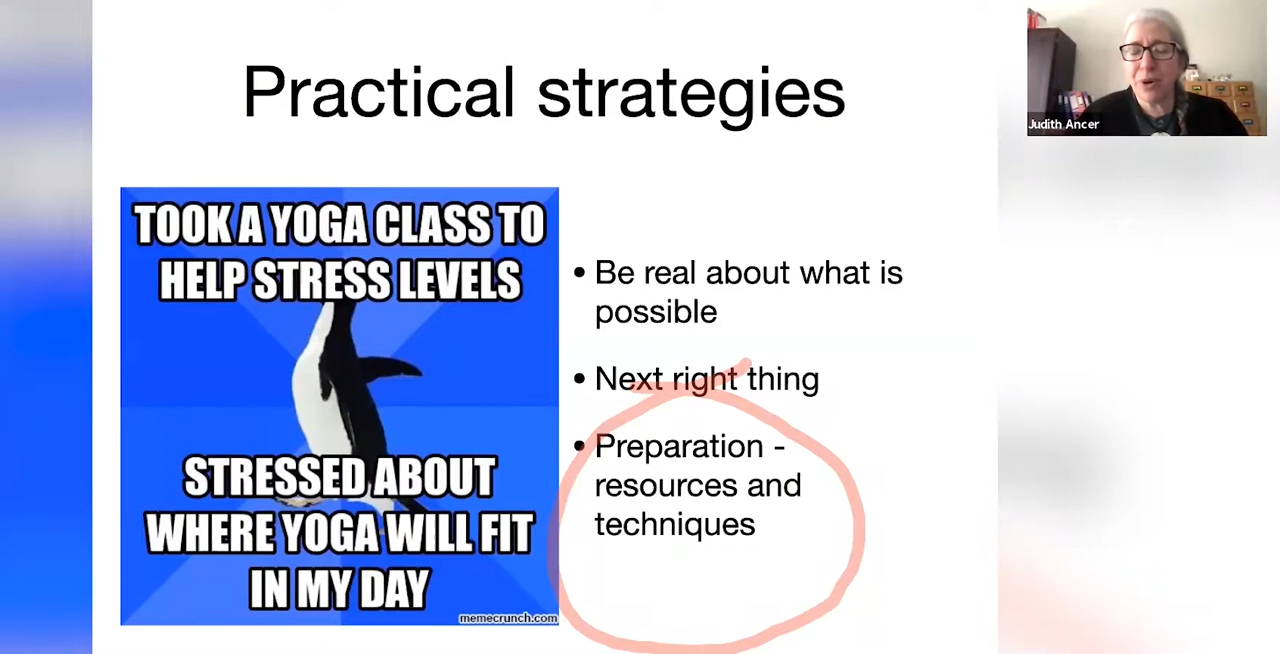 Practical strategies
Judith Ancer
TOOK A YOGA CLASS TO
HELP STRESS LEVELS
STRESSED ABOUT
WHERE YOGA WILL FIT
IN MY DAY
memecrunch.com
• Be real about what is
possible
• Next right thing
• Preparation -
resources and
techniques